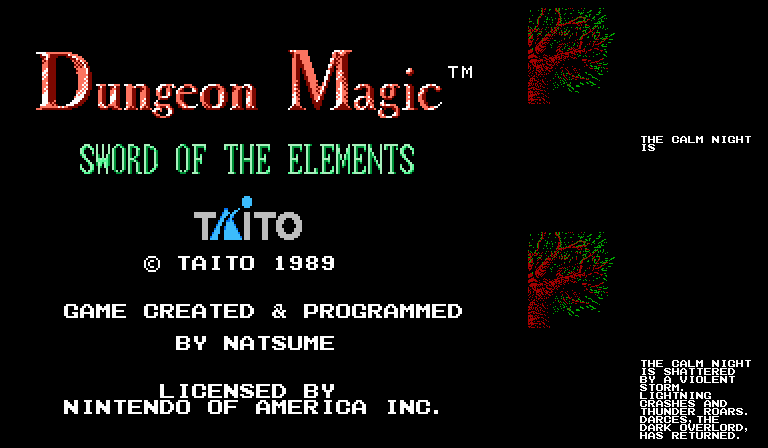 Dungeon Magic™
SWORD OF THE ELEMENTS
TAITO
© TAITO 1989
GAME CREATED & PROGRAMMED
BY NATSUME
LICENSED BY
NINTENDO OF AMERICA INC.
THE CALM NIGHT
IS
THE CALM NIGHT
IS SHATTERED
BY A VIOLENT
STORM.
LIGHTNING
CRASHES AND
THUNDER ROARS.
DARCES, THE
DARK OVERLORD,
HAS RETURNED.